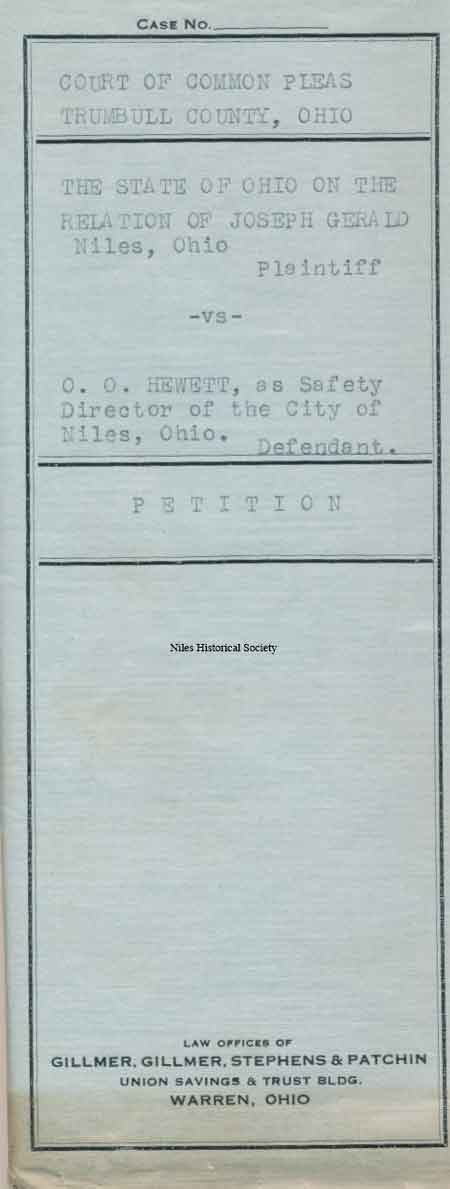 CASE NO.
COURT OF COMMON PLEAS
TRUMBULL COUNTY, OHIO
THE STATE OF OHIO ON THE
RELATION OF JOSEPH GERALD
Niles, Ohio
Plaintiff
-vs-
O. O. HEWETT, as Safety
Director of the City of
Niles, Ohio.
Defendant.
P E T I T I O N
Niles Historical Society
LAW OFFICES OF
GILLMER, GILLMER, STEPHENS & PATCHIN
UNION SAVINGS & TRUST BLDG.
WARREN, OHIO